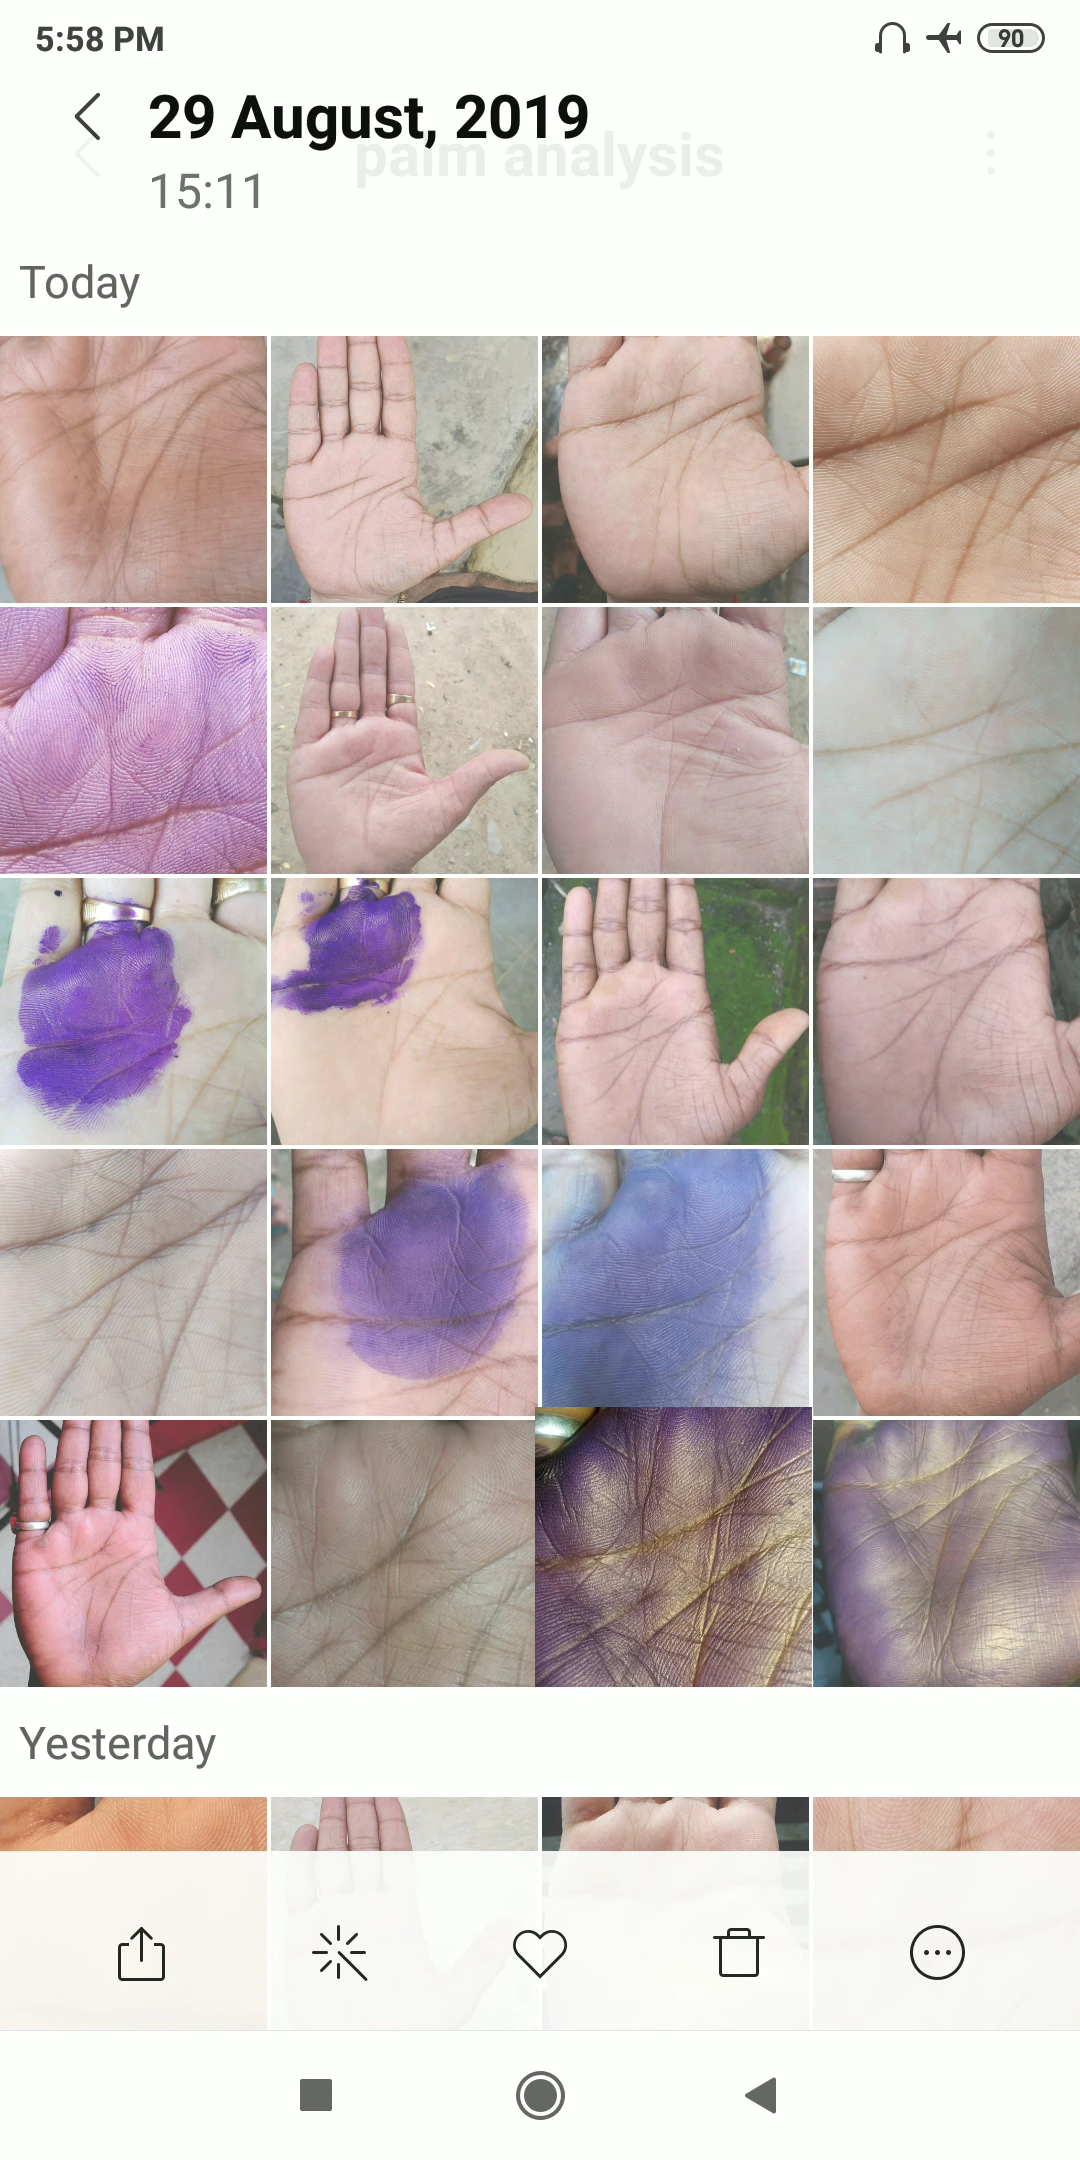 5:58 PM
90
29 August, 2019
palm analysis
15:11
Today
Yesterday